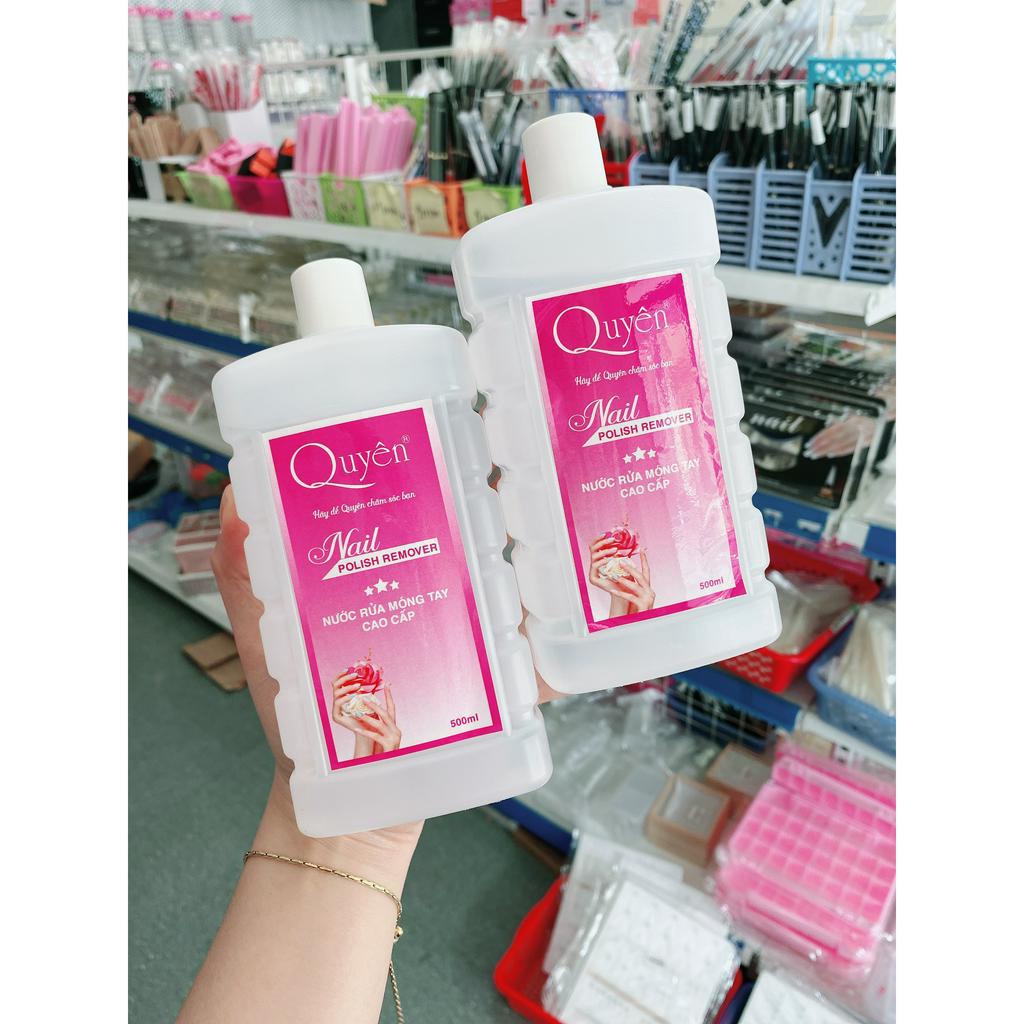 Quyên®
Hãy để Quyên chăm sóc bạn
Nail
POLISH REMOVER
NƯỚC RỬA MÓNG TAY
CAO CẤP
500ml
Quyên®
Hãy để Quyên chăm sóc bạn
Nail
POLISH REMOVER
NƯỚC RỬA MÓNG TAY
CAO CẤP
500ml
nail